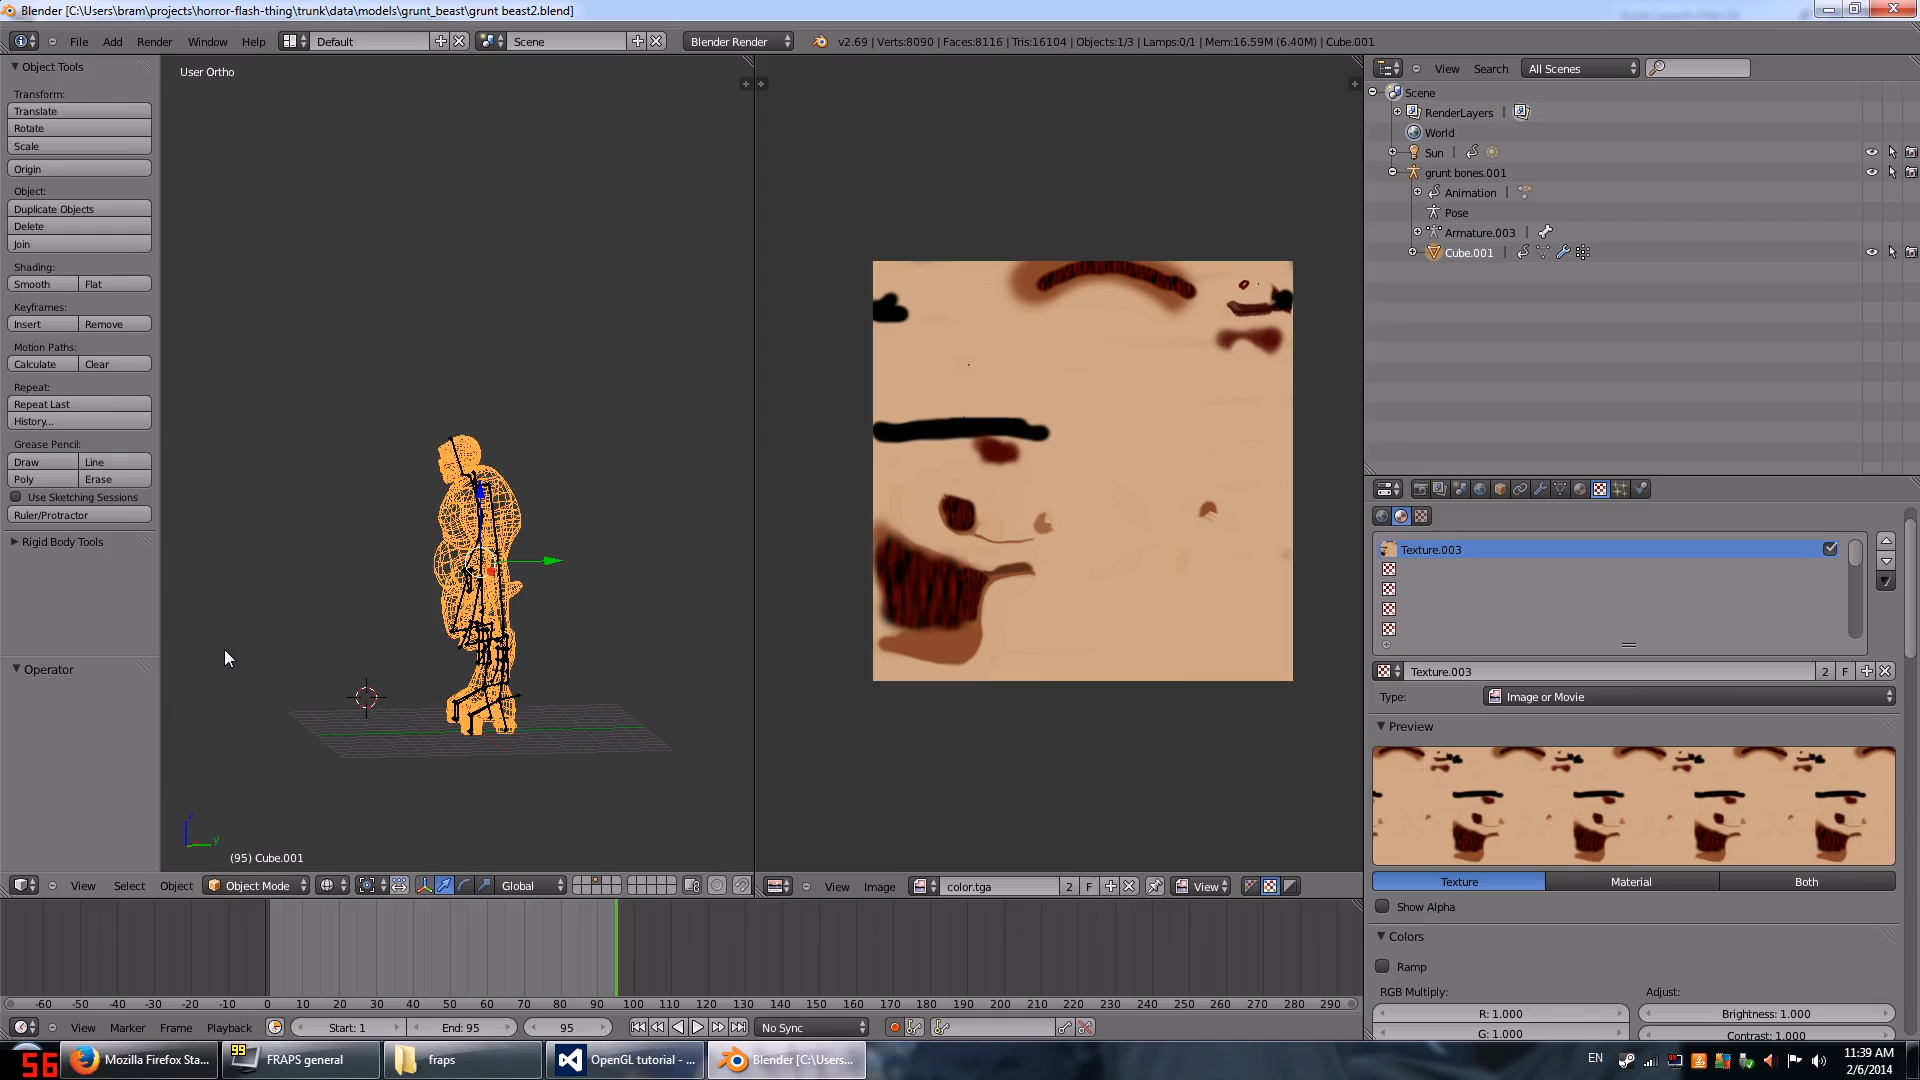 Blender [C:\Users\bram\projects\horror-flash-thing\trunk\data\models\grunt_beast\grunt beast2.blend]
File Add Render Window Help Default Scene Blender Render v2.69 | Verts:8090 | Faces:8116 | Tris:16104 | Objects:1/3 | Lamps:0/1 | Mem:16.59M (6.40M) | Cube.001
Object Tools
Transform:
Translate
Rotate
Scale
Origin
Object:
Duplicate Objects
Delete
Join
Shading:
Smooth Flat
Keyframes:
Insert Remove
Motion Paths:
Calculate Clear
Repeat:
Repeat Last
History...
Grease Pencil:
Draw Line
Poly Erase
Use Sketching Sessions
Ruler/Protractor
Rigid Body Tools
Operator
User Ortho
z
y
(95) Cube.001
View Select Object Object Mode Global
View Image color.tga 2 F View
View Search All Scenes
Scene
RenderLayers |
World
Sun |
grunt bones.001
Animation |
Pose
Armature.003 |
Cube.001 |
Texture.003
Texture.003 2 F
Type: Image or Movie
Preview
Texture Material Both
Show Alpha
Colors
Ramp
RGB Multiply: Adjust:
R: 1.000 Brightness: 1.000
G: 1.000 Contrast: 1.000
-60 -50 -40 -30 -20 -10 0 10 20 30 40 50 60 70 80 90 100 110 120 130 140 150 160 170 180 190 200 210 220 230 240 250 260 270 280 290
View Marker Frame Playback Start: 1 End: 95 95 No Sync
56 Mozilla Firefox Sta... 99 FRAPS general fraps OpenGL tutorial - ... Blender [C:\Users... EN 11:39 AM
2/6/2014